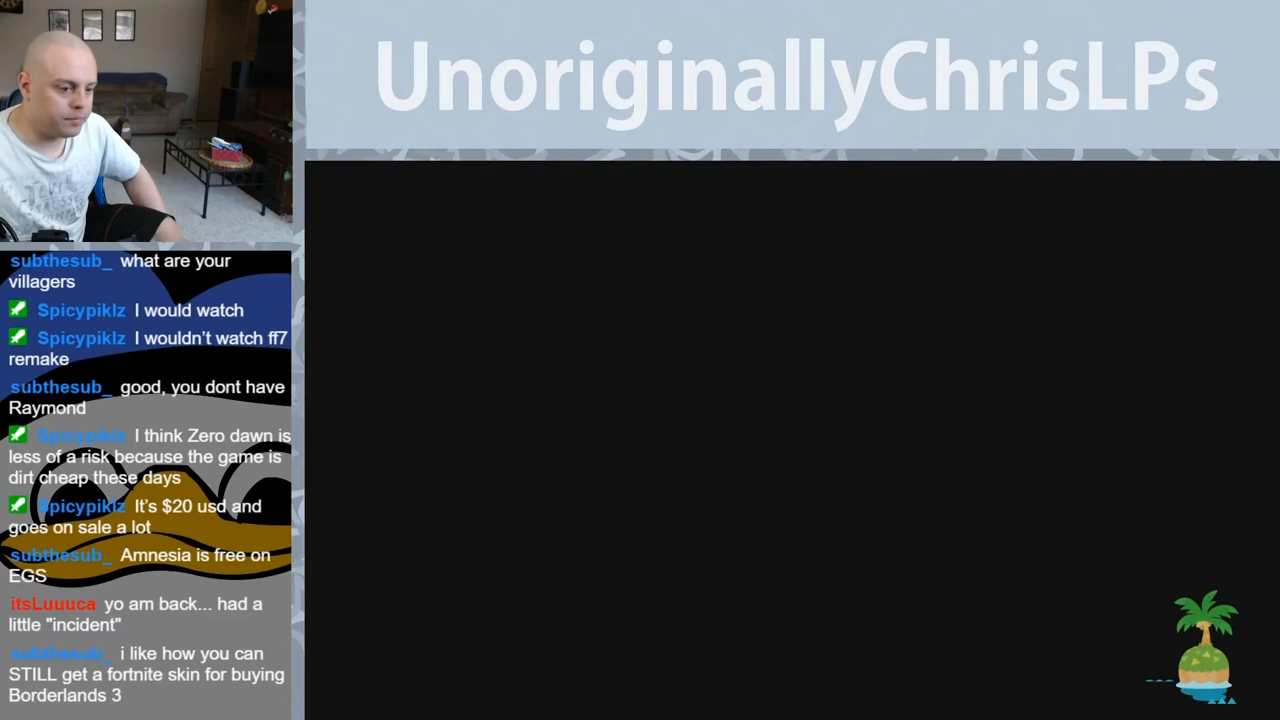 UnoriginallyChrisLPs
subthesub_ what are your
villagers
Spicypiklz I would watch
Spicypiklz I wouldn't watch ff7
remake
subthesub_ good, you dont have
Raymond
Spicypiklz I think Zero dawn is
less of a risk because the game is
dirt cheap these days
Spicypiklz It's $20 usd and
goes on sale a lot
subthesub_ Amnesia is free on
EGS
itsLuuuca yo am back... had a
little "incident"
subthesub_ i like how you can
STILL get a fortnite skin for buying
Borderlands 3